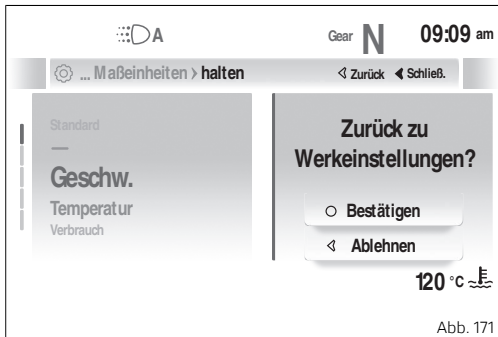 A Gear N 09:09 am
... Maßeinheiten › halten ◁ Zurück ◀ Schließ.
Standard
—
Geschw.
Temperatur
Verbrauch
Zurück zu
Werkeinstellungen?
○ Bestätigen
◁ Ablehnen
120 °C
Abb. 171